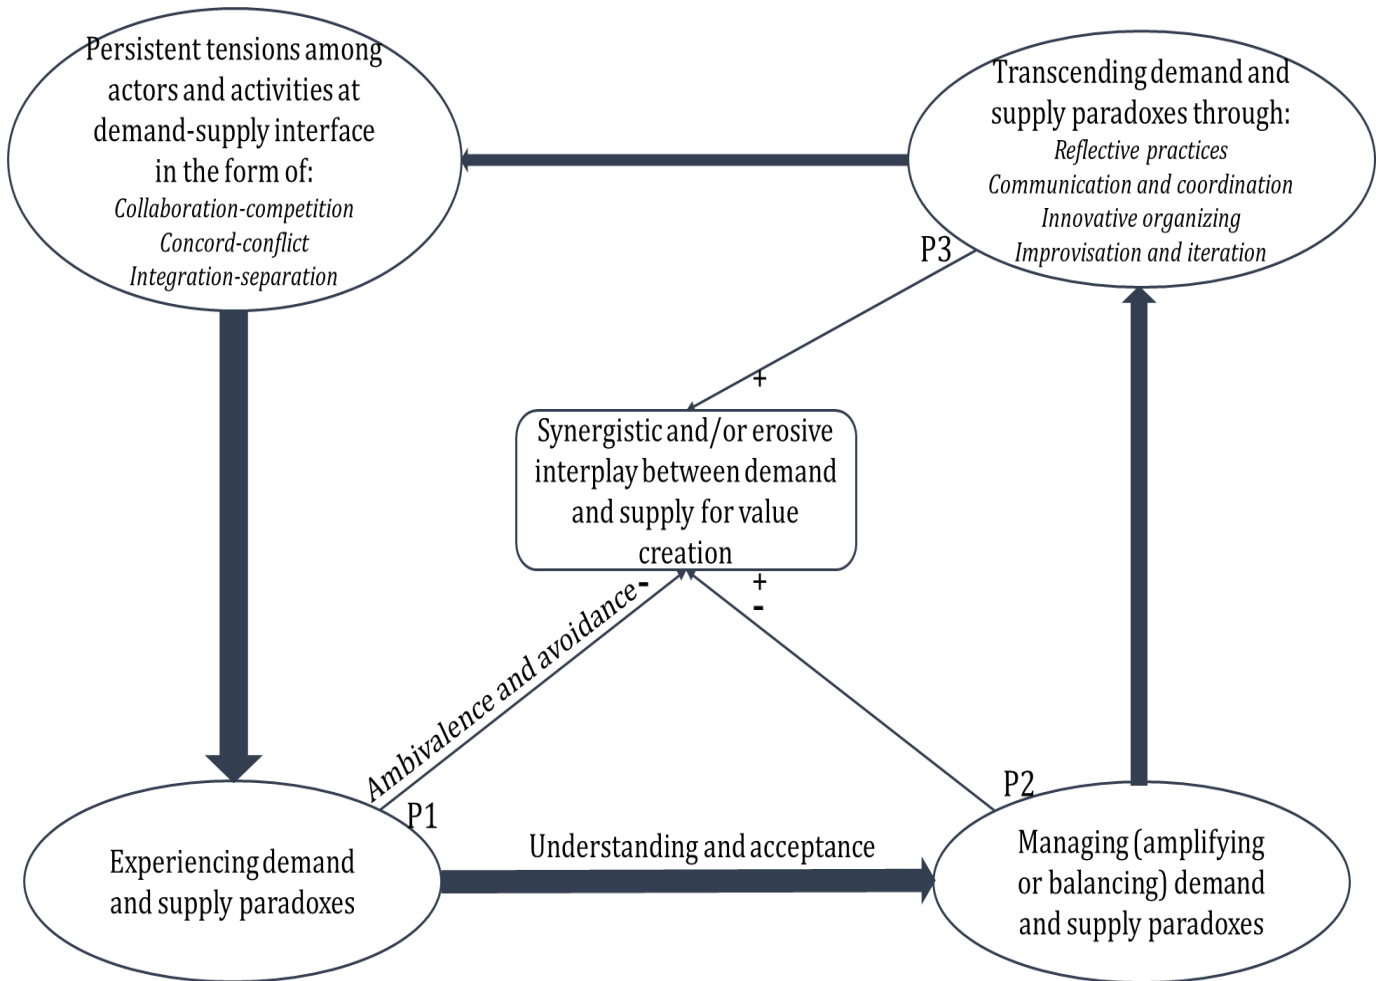 Persistent tensions among
actors and activities at
demand-supply interface
in the form of:
Collaboration-competition
Concord-conflict
Integration-separation
Transcending demand and
supply paradoxes through:
Reflective practices
Communication and coordination
Innovative organizing
Improvisation and iteration
P3
+
Synergistic and/or erosive
interplay between demand
and supply for value
creation
-
+
-
Ambivalence and avoidance
P1
P2
Understanding and acceptance
Experiencing demand
and supply paradoxes
Managing (amplifying
or balancing) demand
and supply paradoxes